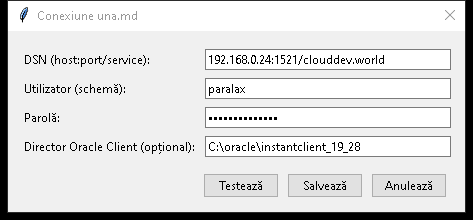 Conexiune una.md
DSN (host:port/service): 192.168.0.24:1521/clouddev.world
Utilizator (schemă): paralax
Parolă: ••••••••••••••
Director Oracle Client (opțional): C:\oracle\instantclient_19_28
Testează Salvează Anulează